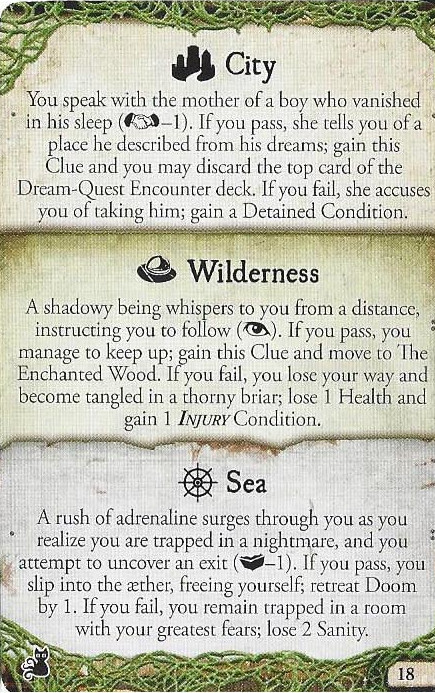 City
You speak with the mother of a boy who vanished
in his sleep (–1). If you pass, she tells you of a
place he described from his dreams; gain this
Clue and you may discard the top card of the
Dream-Quest Encounter deck. If you fail, she accuses
you of taking him; gain a Detained Condition.
Wilderness
A shadowy being whispers to you from a distance,
instructing you to follow (). If you pass, you
manage to keep up; gain this Clue and move to The
Enchanted Wood. If you fail, you lose your way and
become tangled in a thorny briar; lose 1 Health and
gain 1 INJURY Condition.
Sea
A rush of adrenaline surges through you as you
realize you are trapped in a nightmare, and you
attempt to uncover an exit (–1). If you pass, you
slip into the æther, freeing yourself; retreat Doom
by 1. If you fail, you remain trapped in a room
with your greatest fears; lose 2 Sanity.
18